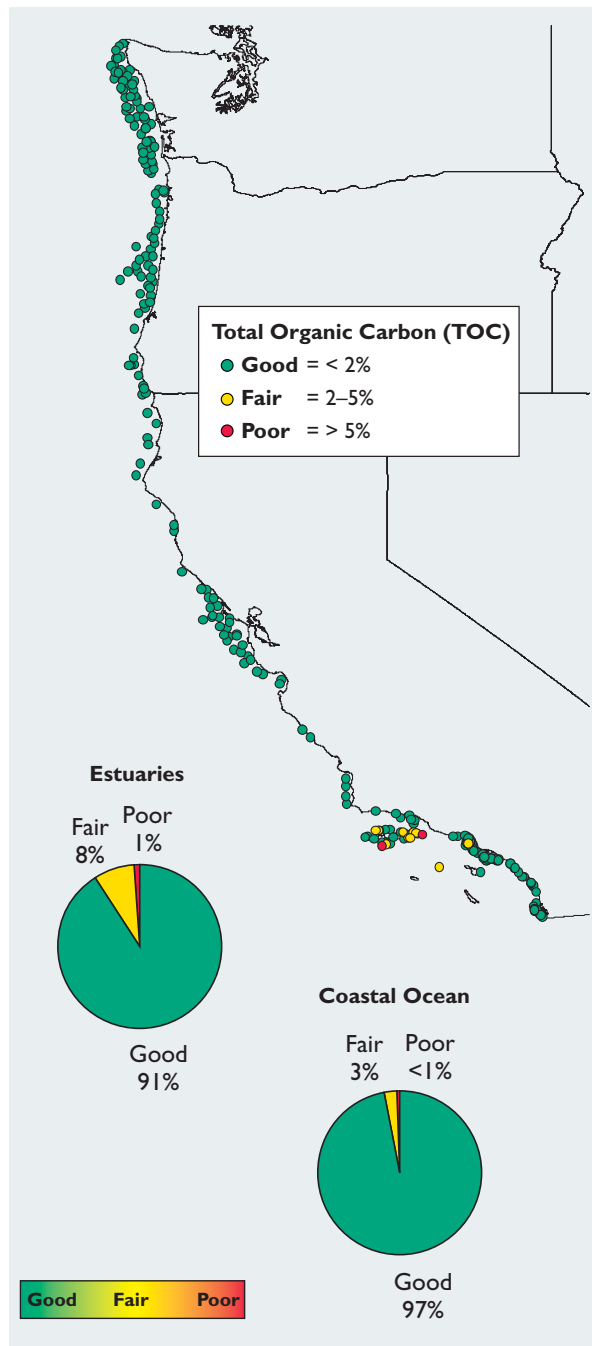 Total Organic Carbon (TOC)
Good = < 2%
Fair = 2–5%
Poor = > 5%
Estuaries
Fair
8%
Poor
1%
Good
91%
Coastal Ocean
Fair
3%
Poor
<1%
Good
97%
Good Fair Poor